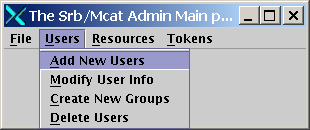 The Srb/Mcat Admin Main p...
File Users Resources Tokens
Add New Users
Modify User Info
Create New Groups
Delete Users